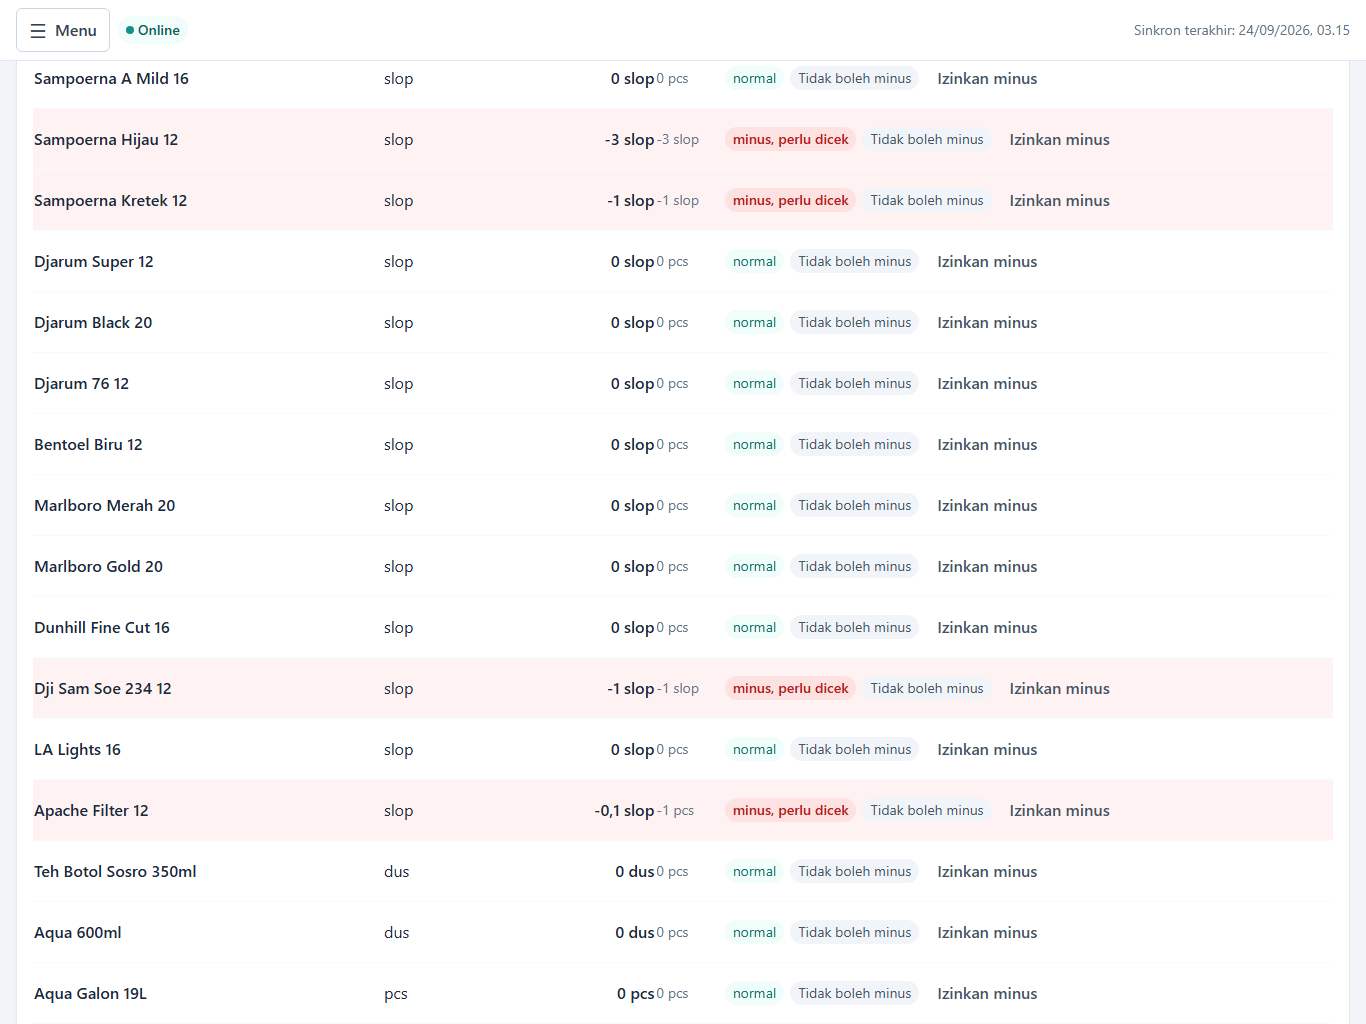 Menu
Online
Sinkron terakhir: 24/09/2026, 03.15
Sampoerna A Mild 16 slop 0 slop 0 pcs normal Tidak boleh minus Izinkan minus
Sampoerna Hijau 12 slop -3 slop -3 slop minus, perlu dicek Tidak boleh minus Izinkan minus
Sampoerna Kretek 12 slop -1 slop -1 slop minus, perlu dicek Tidak boleh minus Izinkan minus
Djarum Super 12 slop 0 slop 0 pcs normal Tidak boleh minus Izinkan minus
Djarum Black 20 slop 0 slop 0 pcs normal Tidak boleh minus Izinkan minus
Djarum 76 12 slop 0 slop 0 pcs normal Tidak boleh minus Izinkan minus
Bentoel Biru 12 slop 0 slop 0 pcs normal Tidak boleh minus Izinkan minus
Marlboro Merah 20 slop 0 slop 0 pcs normal Tidak boleh minus Izinkan minus
Marlboro Gold 20 slop 0 slop 0 pcs normal Tidak boleh minus Izinkan minus
Dunhill Fine Cut 16 slop 0 slop 0 pcs normal Tidak boleh minus Izinkan minus
Dji Sam Soe 234 12 slop -1 slop -1 slop minus, perlu dicek Tidak boleh minus Izinkan minus
LA Lights 16 slop 0 slop 0 pcs normal Tidak boleh minus Izinkan minus
Apache Filter 12 slop -0,1 slop -1 pcs minus, perlu dicek Tidak boleh minus Izinkan minus
Teh Botol Sosro 350ml dus 0 dus 0 pcs normal Tidak boleh minus Izinkan minus
Aqua 600ml dus 0 dus 0 pcs normal Tidak boleh minus Izinkan minus
Aqua Galon 19L pcs 0 pcs 0 pcs normal Tidak boleh minus Izinkan minus